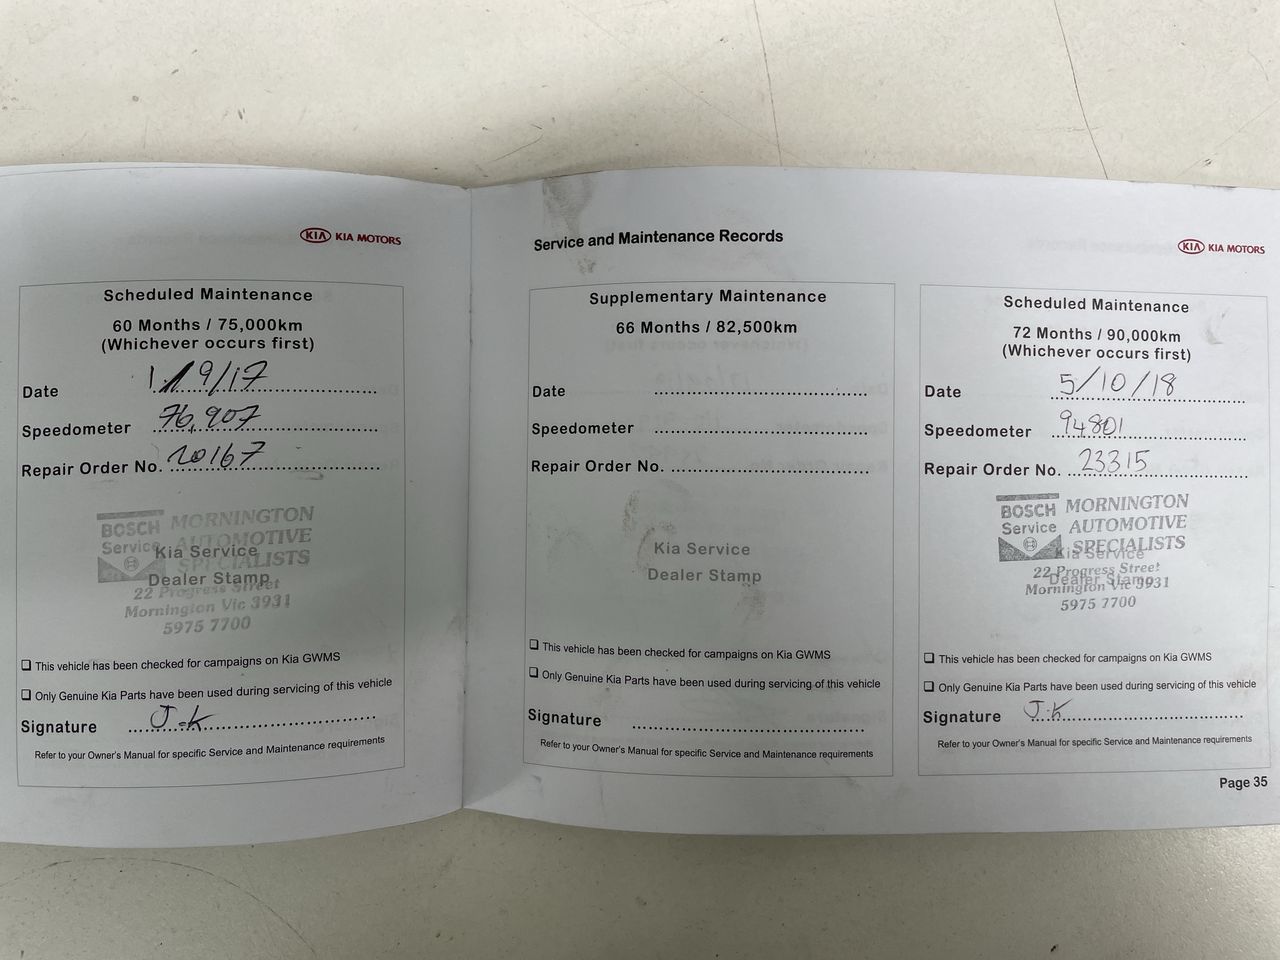 KIA KIA MOTORS
Scheduled Maintenance
60 Months / 75,000km
(Whichever occurs first)
Date 1/9/17
Speedometer 76,907
Repair Order No. 20167
BOSCH Service
MORNINGTON
AUTOMOTIVE
SPECIALISTS
22 Progress Street
Mornington Vic 3931
5975 7700
Kia Service
Dealer Stamp
❑ This vehicle has been checked for campaigns on Kia GWMS
❑ Only Genuine Kia Parts have been used during servicing of this vehicle
Signature J.K
Refer to your Owner's Manual for specific Service and Maintenance requirements
Service and Maintenance Records
Supplementary Maintenance
66 Months / 82,500km
Date
Speedometer
Repair Order No.
Kia Service
Dealer Stamp
❑ This vehicle has been checked for campaigns on Kia GWMS
❑ Only Genuine Kia Parts have been used during servicing of this vehicle
Signature
Refer to your Owner's Manual for specific Service and Maintenance requirements
KIA KIA MOTORS
Scheduled Maintenance
72 Months / 90,000km
(Whichever occurs first)
Date 5/10/18
Speedometer 94801
Repair Order No. 23315
BOSCH Service
MORNINGTON
AUTOMOTIVE
SPECIALISTS
22 Progress Street
Mornington Vic 3931
5975 7700
Kia Service
Dealer Stamp
❑ This vehicle has been checked for campaigns on Kia GWMS
❑ Only Genuine Kia Parts have been used during servicing of this vehicle
Signature J.K
Refer to your Owner's Manual for specific Service and Maintenance requirements
Page 35